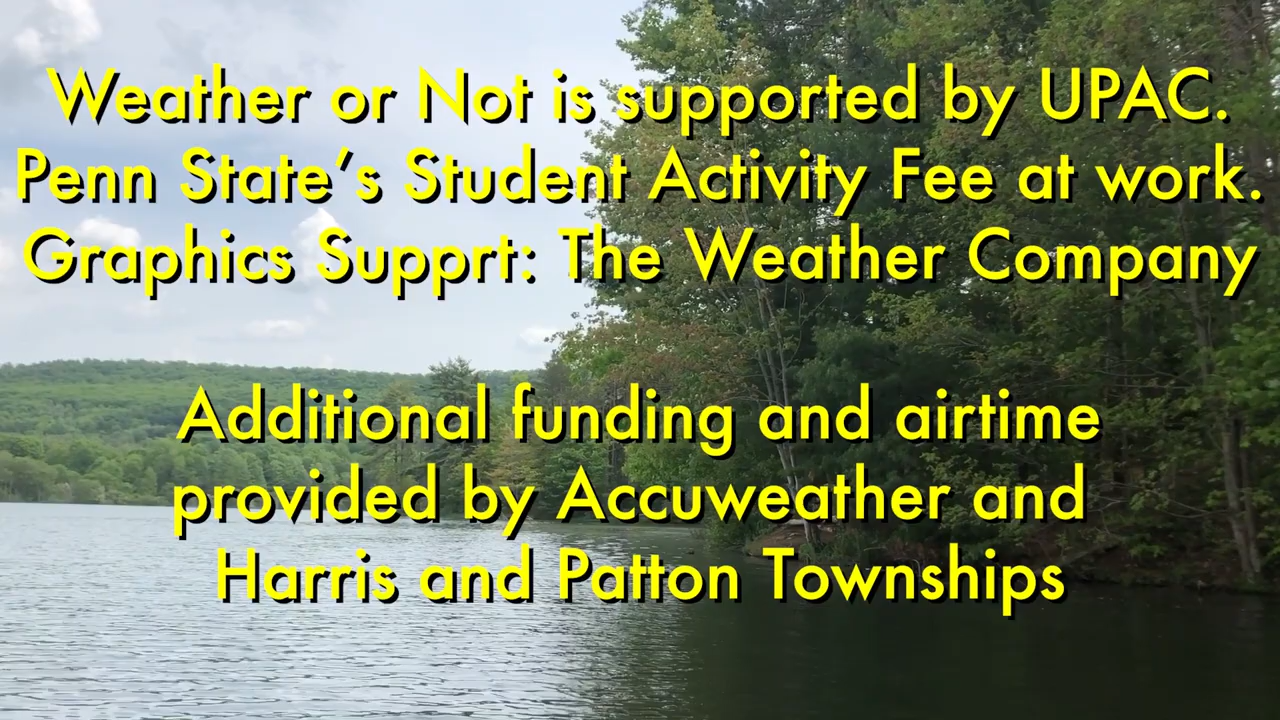 Weather or Not is supported by UPAC.
Penn State’s Student Activity Fee at work.
Graphics Supprt: The Weather Company
Additional funding and airtime
provided by Accuweather and
Harris and Patton Townships